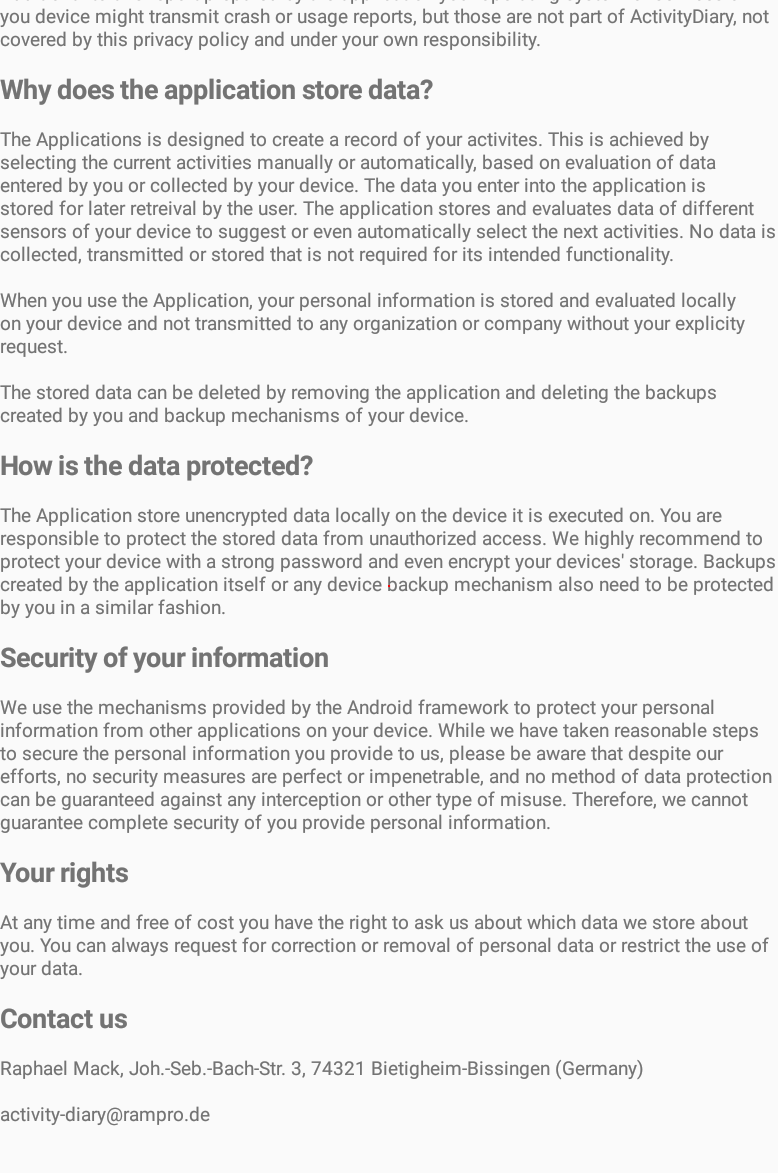 you device might transmit crash or usage reports, but those are not part of ActivityDiary, not
covered by this privacy policy and under your own responsibility.
Why does the application store data?
The Applications is designed to create a record of your activites. This is achieved by
selecting the current activities manually or automatically, based on evaluation of data
entered by you or collected by your device. The data you enter into the application is
stored for later retreival by the user. The application stores and evaluates data of different
sensors of your device to suggest or even automatically select the next activities. No data is
collected, transmitted or stored that is not required for its intended functionality.
When you use the Application, your personal information is stored and evaluated locally
on your device and not transmitted to any organization or company without your explicity
request.
The stored data can be deleted by removing the application and deleting the backups
created by you and backup mechanisms of your device.
How is the data protected?
The Application store unencrypted data locally on the device it is executed on. You are
responsible to protect the stored data from unauthorized access. We highly recommend to
protect your device with a strong password and even encrypt your devices' storage. Backups
created by the application itself or any device backup mechanism also need to be protected
by you in a similar fashion.
Security of your information
We use the mechanisms provided by the Android framework to protect your personal
information from other applications on your device. While we have taken reasonable steps
to secure the personal information you provide to us, please be aware that despite our
efforts, no security measures are perfect or impenetrable, and no method of data protection
can be guaranteed against any interception or other type of misuse. Therefore, we cannot
guarantee complete security of you provide personal information.
Your rights
At any time and free of cost you have the right to ask us about which data we store about
you. You can always request for correction or removal of personal data or restrict the use of
your data.
Contact us
Raphael Mack, Joh.-Seb.-Bach-Str. 3, 74321 Bietigheim-Bissingen (Germany)
activity-diary@rampro.de